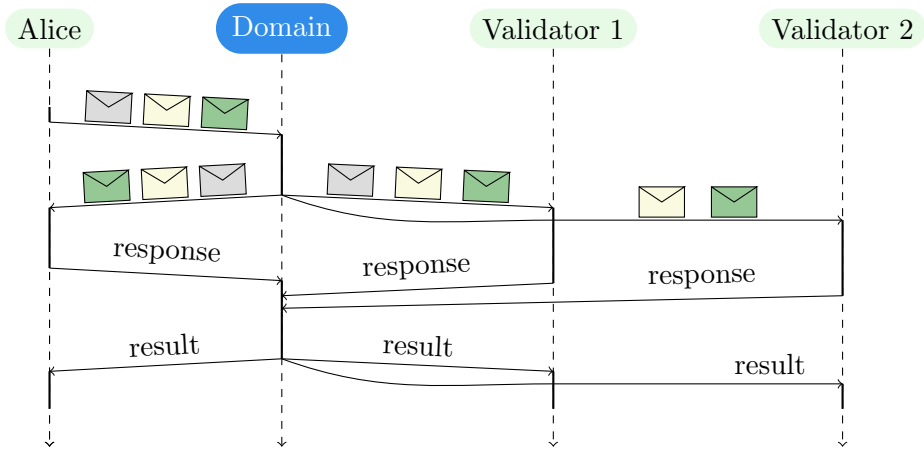 Alice
Domain
Validator 1
Validator 2
response
response
response
result
result
result